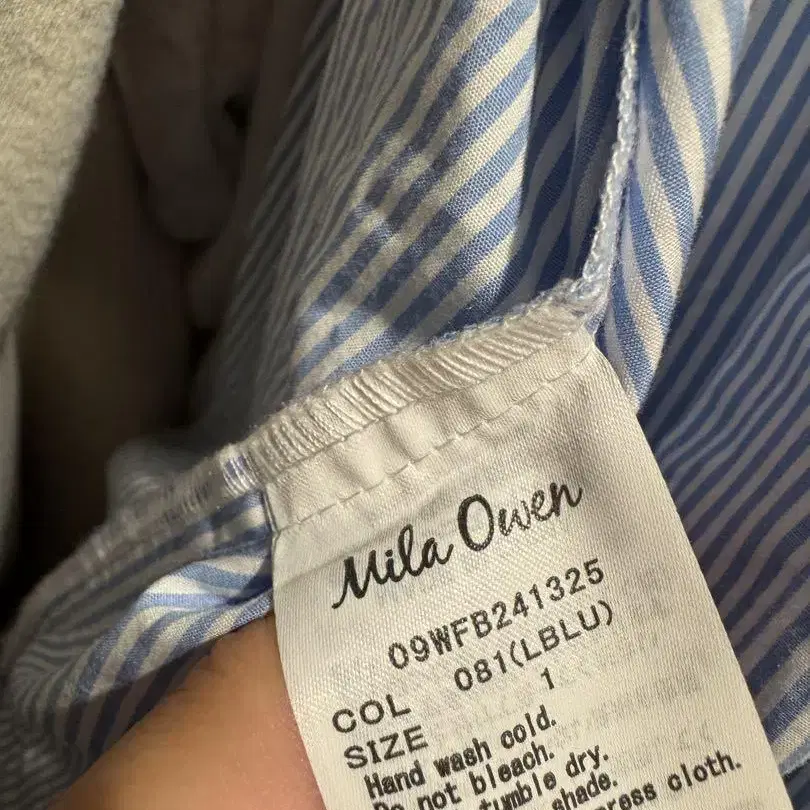 Mila Owen
09WFB241325
COL 081(LBLU)
SIZE 1
Hand wash cold.
Do not bleach.
tumble dry.
shade.
press cloth.